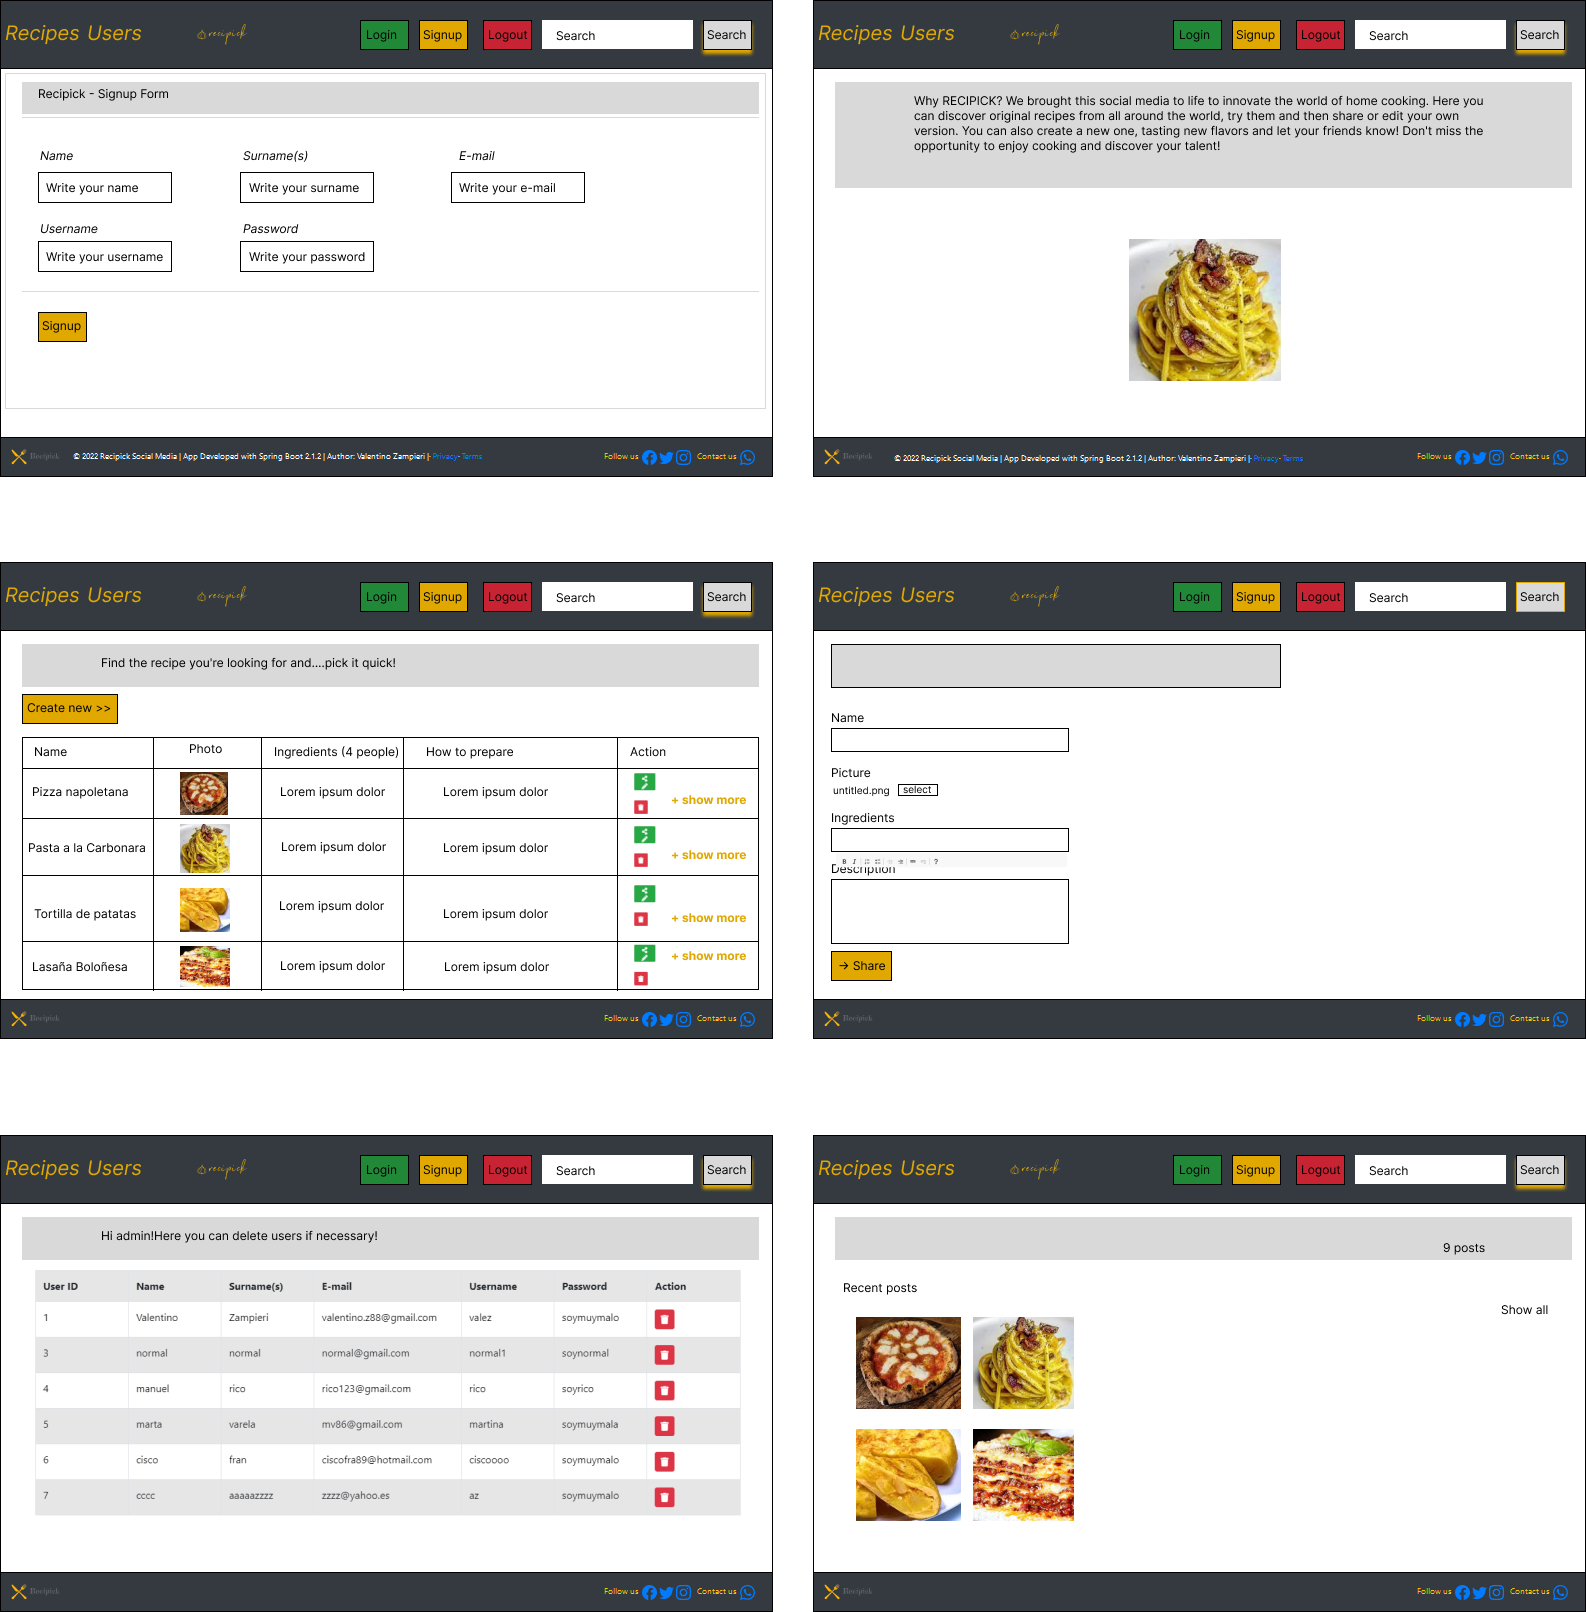 Recipes Users recipick Login Signup Logout Search Search
Recipick - Signup Form
Name Surname(s) E-mail
Write your name Write your surname Write your e-mail
Username Password
Write your username Write your password
Signup
Recipick © 2022 Recipick Social Media | App Developed with Spring Boot 2.1.2 | Author: Valentino Zampieri |- Privacy- Terms Follow us Contact us
Recipes Users recipick Login Signup Logout Search Search
Why RECIPICK? We brought this social media to life to innovate the world of home cooking. Here you
can discover original recipes from all around the world, try them and then share or edit your own
version. You can also create a new one, tasting new flavors and let your friends know! Don't miss the
opportunity to enjoy cooking and discover your talent!
Recipick © 2022 Recipick Social Media | App Developed with Spring Boot 2.1.2 | Author: Valentino Zampieri |- Privacy- Terms Follow us Contact us
Recipes Users recipick Login Signup Logout Search Search
Find the recipe you're looking for and....pick it quick!
Create new >>
Name Photo Ingredients (4 people) How to prepare Action
Pizza napoletana Lorem ipsum dolor Lorem ipsum dolor + show more
Pasta a la Carbonara Lorem ipsum dolor Lorem ipsum dolor + show more
Tortilla de patatas Lorem ipsum dolor Lorem ipsum dolor + show more
Lasaña Boloñesa Lorem ipsum dolor Lorem ipsum dolor + show more
Recipick Follow us Contact us
Recipes Users recipick Login Signup Logout Search Search
Name
Picture
untitled.png select
Ingredients
B I ?
Description
→ Share
Recipick Follow us Contact us
Recipes Users recipick Login Signup Logout Search Search
Hi admin!Here you can delete users if necessary!
User ID Name Surname(s) E-mail Username Password Action
1 Valentino Zampieri valentino.z88@gmail.com valez soymuymalo
3 normal normal normal@gmail.com normal1 soynormal
4 manuel rico rico123@gmail.com rico soyrico
5 marta varela mv86@gmail.com martina soymuymala
6 cisco fran ciscofra89@hotmail.com ciscoooo soymuymalo
7 cccc aaaaazzzz zzzz@yahoo.es az soymuymalo
Recipick Follow us Contact us
Recipes Users recipick Login Signup Logout Search Search
9 posts
Recent posts
Show all
Recipick Follow us Contact us